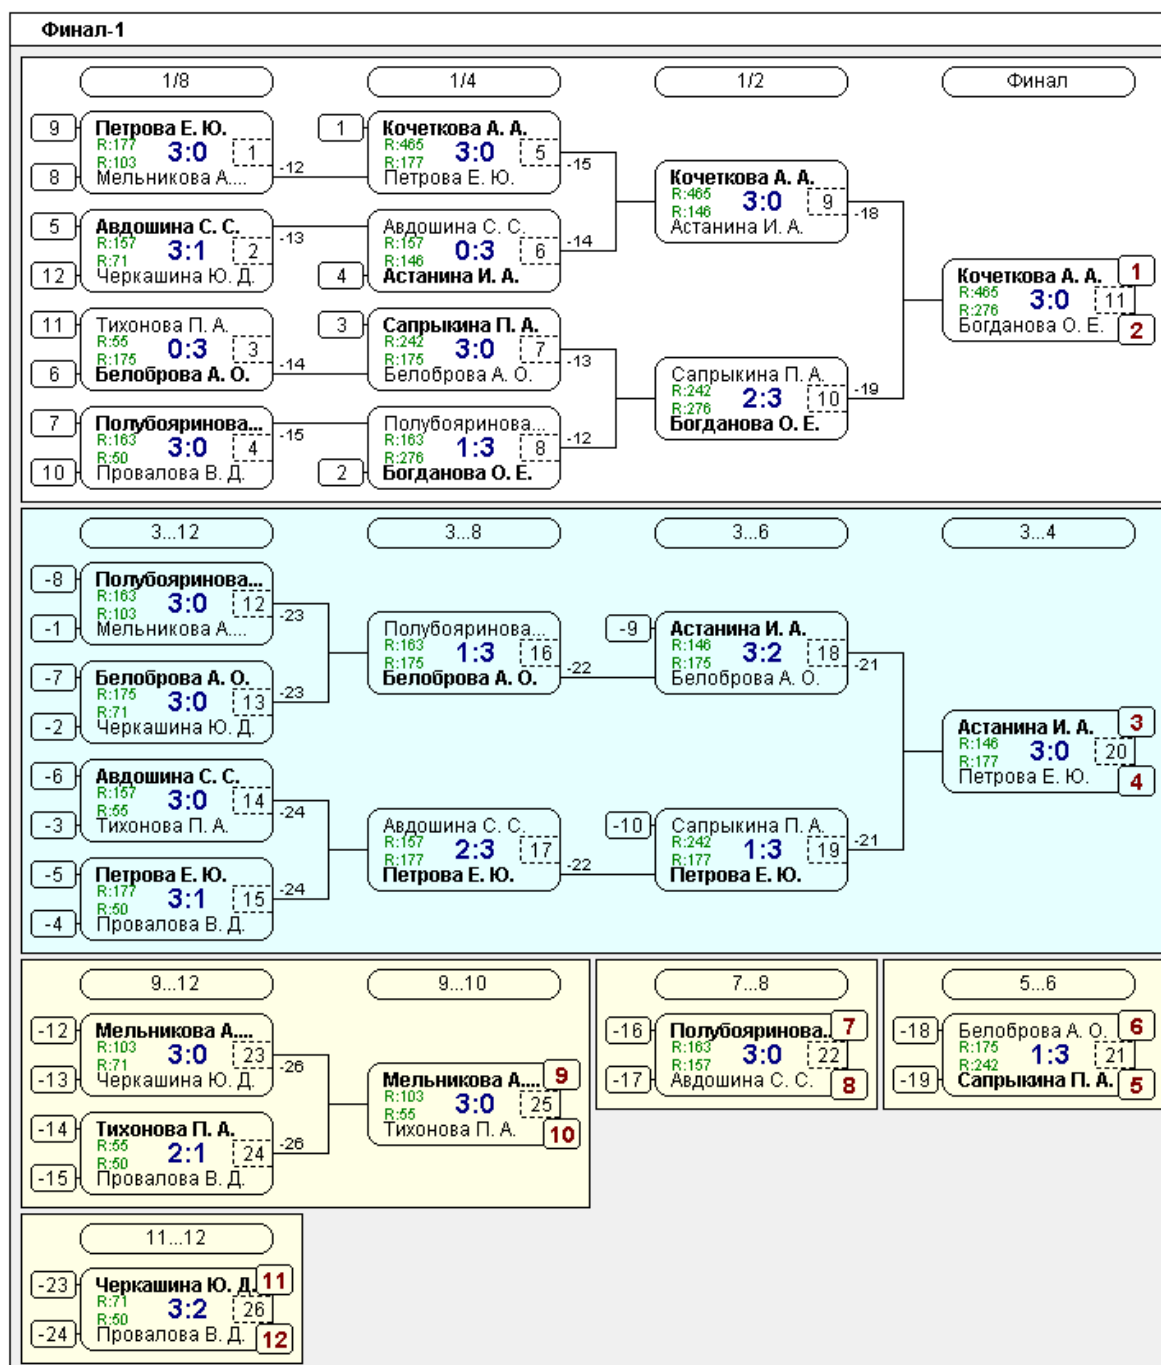 Финал-1
1/8 1/4 1/2 Финал
9 Петрова Е. Ю. R:177 3:0 1 R:103 8 Мельникова А.... -12
5 Авдошина С. С. R:157 3:1 2 R:71 12 Черкашина Ю. Д. -13
11 Тихонова П. А. R:55 0:3 3 R:175 6 Белоброва А. О. -14
7 Полубояринова... R:163 3:0 4 R:50 10 Провалова В. Д. -15
1 Кочеткова А. А. R:465 3:0 5 R:177 Петрова Е. Ю. -15
Авдошина С. С. R:157 0:3 6 R:146 4 Астанина И. А. -14
3 Сапрыкина П. А. R:242 3:0 7 R:175 Белоброва А. О. -13
Полубояринова... R:163 1:3 8 R:276 2 Богданова О. Е. -12
Кочеткова А. А. R:465 3:0 9 R:146 Астанина И. А. -18
Сапрыкина П. А. R:242 2:3 10 R:276 Богданова О. Е. -19
Кочеткова А. А. 1 R:465 3:0 11 R:276 Богданова О. Е. 2
3...12 3...8 3...6 3...4
-8 Полубояринова... R:163 3:0 12 R:103 -1 Мельникова А.... -23
-7 Белоброва А. О. R:175 3:0 13 R:71 -2 Черкашина Ю. Д. -23
-6 Авдошина С. С. R:157 3:0 14 R:55 -3 Тихонова П. А. -24
-5 Петрова Е. Ю. R:177 3:1 15 R:50 -4 Провалова В. Д. -24
Полубояринова... R:163 1:3 16 R:175 Белоброва А. О. -22
Авдошина С. С. R:157 2:3 17 R:177 Петрова Е. Ю. -22
-9 Астанина И. А. R:146 3:2 18 R:175 Белоброва А. О. -21
-10 Сапрыкина П. А. R:242 1:3 19 R:177 Петрова Е. Ю. -21
Астанина И. А. 3 R:146 3:0 20 R:177 Петрова Е. Ю. 4
9...12 9...10 7...8 5...6
-12 Мельникова А.... R:103 3:0 23 R:71 -13 Черкашина Ю. Д. -26
-14 Тихонова П. А. R:55 2:1 24 R:50 -15 Провалова В. Д. -26
Мельникова А.... 9 R:103 3:0 25 R:55 Тихонова П. А. 10
-16 Полубояринова... 7 R:163 3:0 22 R:157 -17 Авдошина С. С. 8
-18 Белоброва А. О. 6 R:175 1:3 21 R:242 -19 Сапрыкина П. А. 5
11...12
-23 Черкашина Ю. Д. 11 R:71 3:2 26 R:50 -24 Провалова В. Д. 12